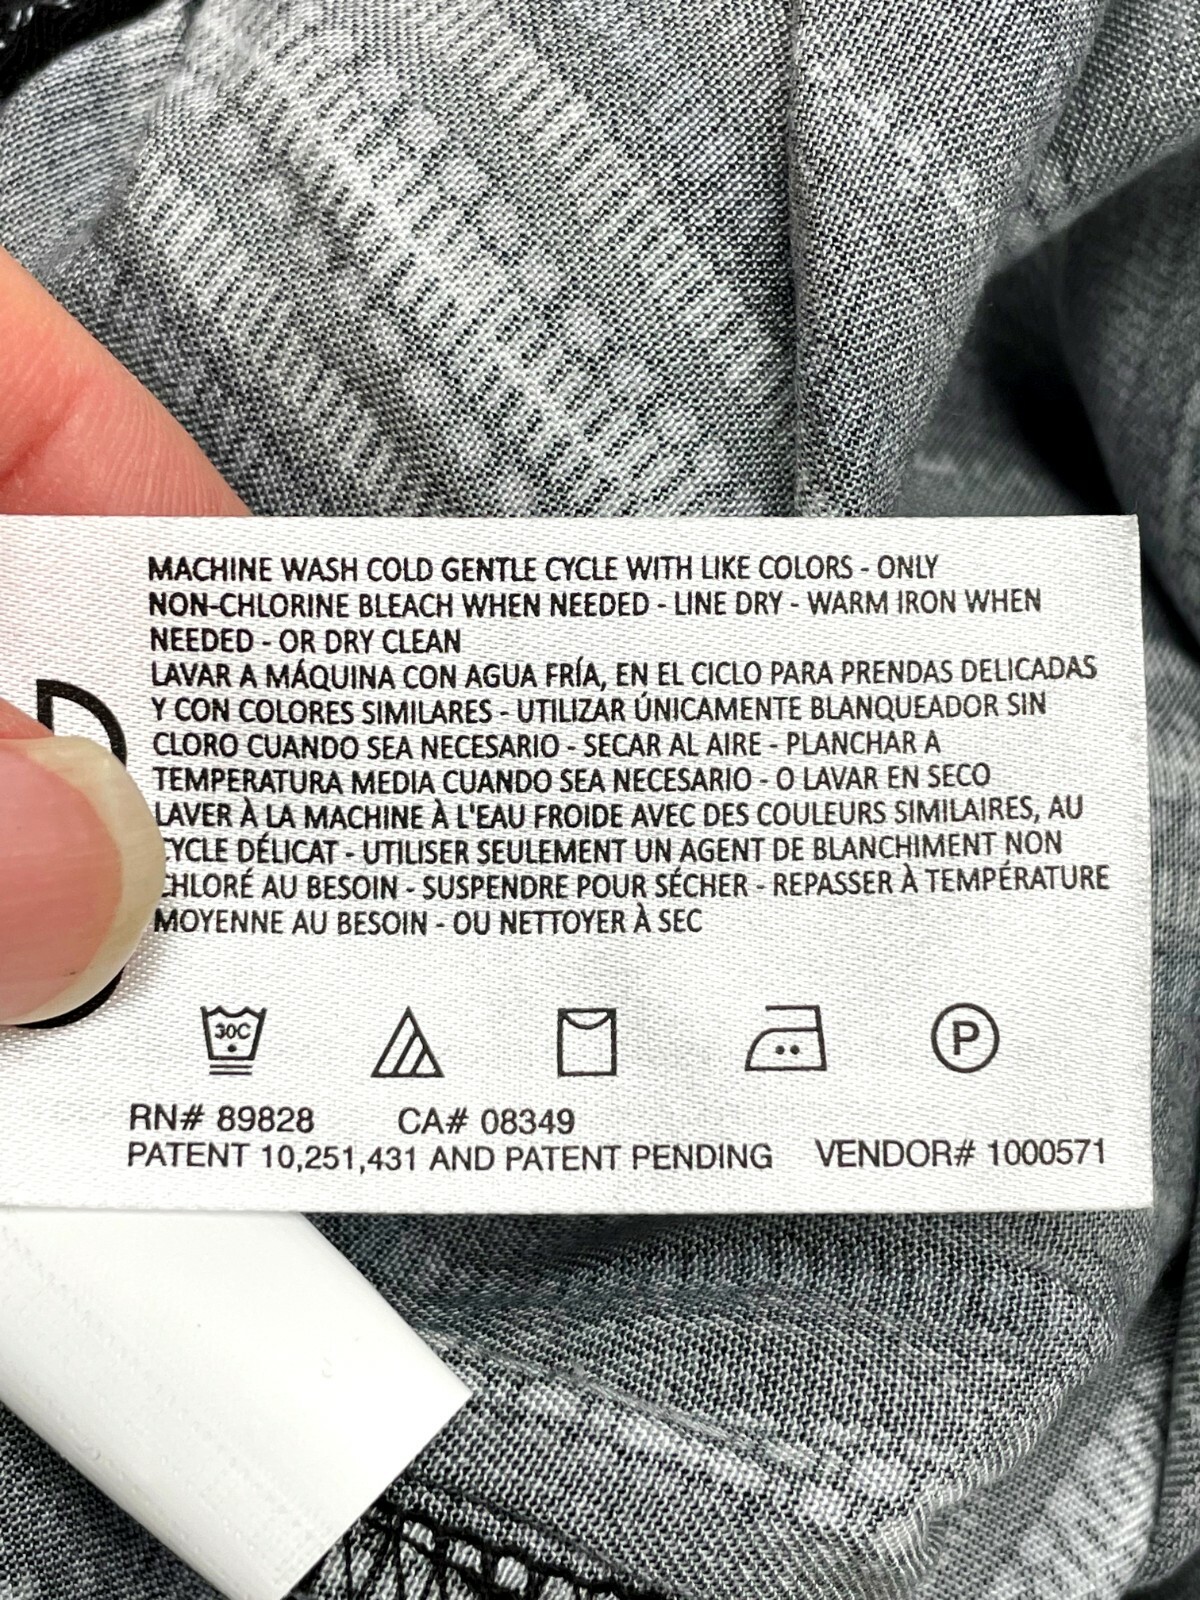 MACHINE WASH COLD GENTLE CYCLE WITH LIKE COLORS - ONLY
NON-CHLORINE BLEACH WHEN NEEDED - LINE DRY - WARM IRON WHEN
NEEDED - OR DRY CLEAN
LAVAR A MÁQUINA CON AGUA FRÍA, EN EL CICLO PARA PRENDAS DELICADAS
Y CON COLORES SIMILARES - UTILIZAR ÚNICAMENTE BLANQUEADOR SIN
CLORO CUANDO SEA NECESARIO - SECAR AL AIRE - PLANCHAR A
TEMPERATURA MEDIA CUANDO SEA NECESARIO - O LAVAR EN SECO
LAVER À LA MACHINE À L'EAU FROIDE AVEC DES COULEURS SIMILAIRES, AU
CYCLE DÉLICAT - UTILISER SEULEMENT UN AGENT DE BLANCHIMENT NON
CHLORÉ AU BESOIN - SUSPENDRE POUR SÉCHER - REPASSER À TEMPÉRATURE
MOYENNE AU BESOIN - OU NETTOYER À SEC
30C P
RN# 89828 CA# 08349
PATENT 10,251,431 AND PATENT PENDING VENDOR# 1000571